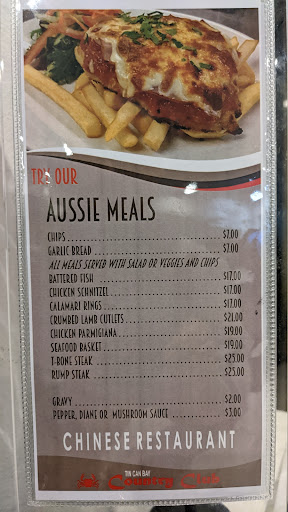 TRY OUR
AUSSIE MEALS
CHIPS $7.00
GARLIC BREAD $7.00
ALL MEALS SERVED WITH SALAD OR VEGGIES AND CHIPS
BATTERED FISH $17.00
CHICKEN SCHNITZEL $17.00
CALAMARI RINGS $17.00
CRUMBED LAMB CUTLETS $21.00
CHICKEN PARMIGIANA $19.00
SEAFOOD BASKET $19.00
T-BONE STEAK $25.00
RUMP STEAK $25.00
GRAVY $2.00
PEPPER, DIANE OR MUSHROOM SAUCE $3.00
CHINESE RESTAURANT
TIN CAN BAY
Country Club